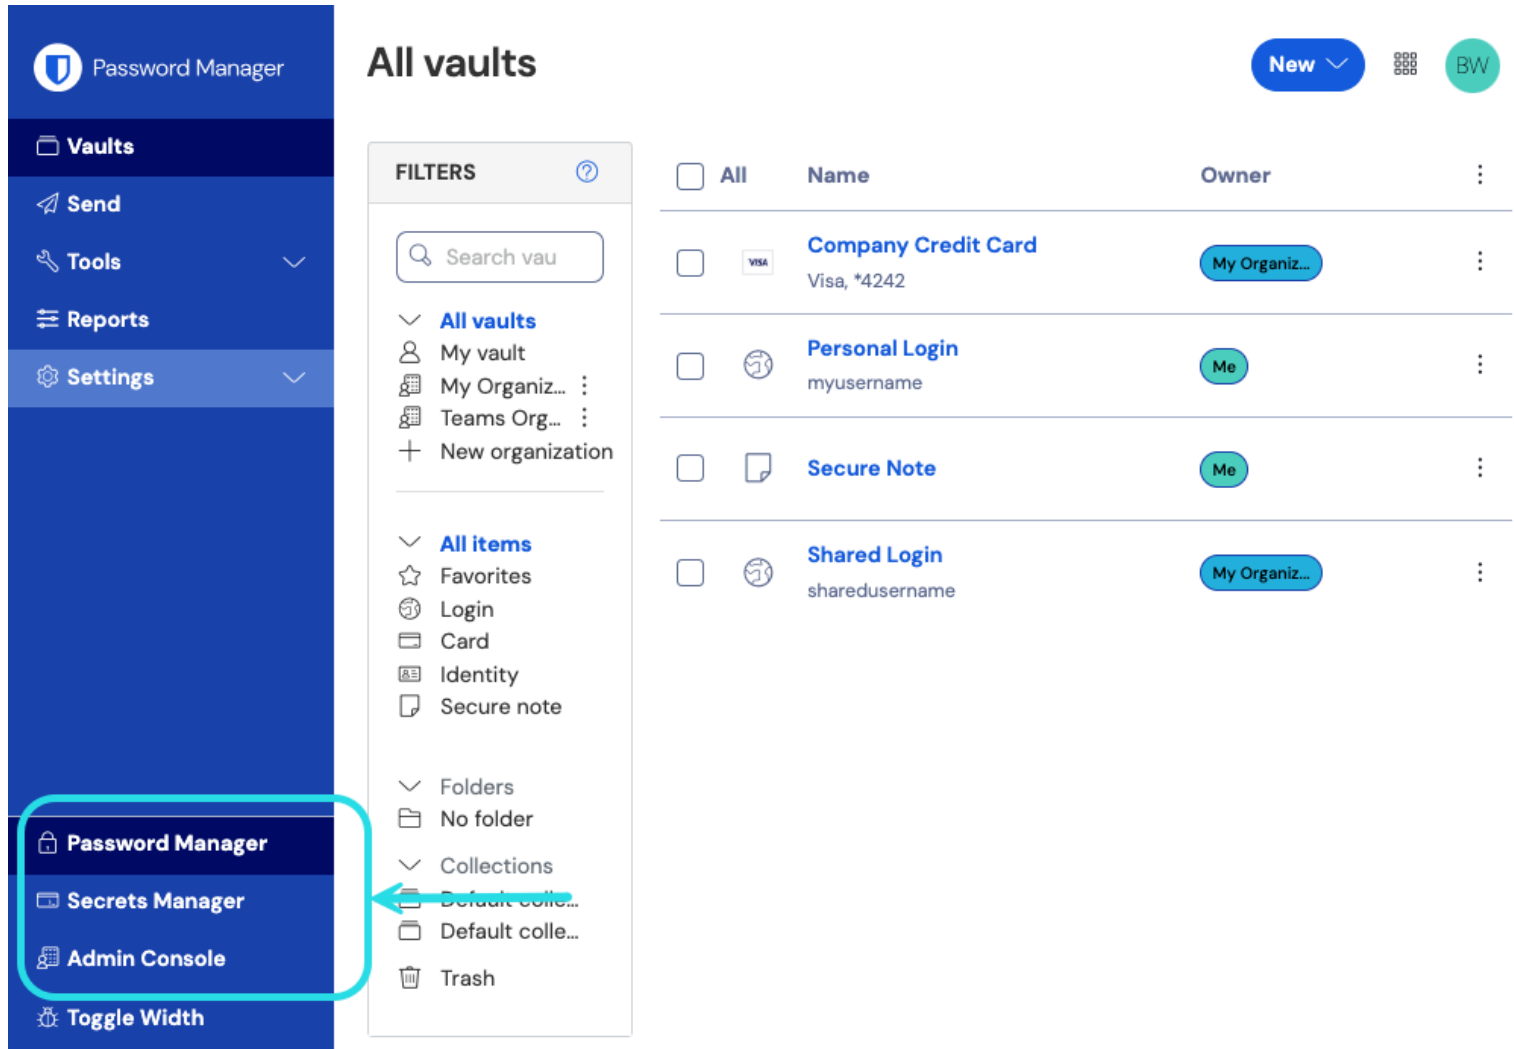 Password Manager
Vaults
Send
Tools
Reports
Settings
Password Manager
Secrets Manager
Admin Console
Toggle Width
All vaults
New
BW
FILTERS
Search vau
All vaults
My vault
My Organiz...
Teams Org...
New organization
All items
Favorites
Login
Card
Identity
Secure note
Folders
No folder
Collections
Default colle...
Default colle...
Trash
All Name Owner
VISA
Company Credit Card
Visa, *4242
My Organiz...
Personal Login
myusername
Me
Secure Note
Me
Shared Login
sharedusername
My Organiz...